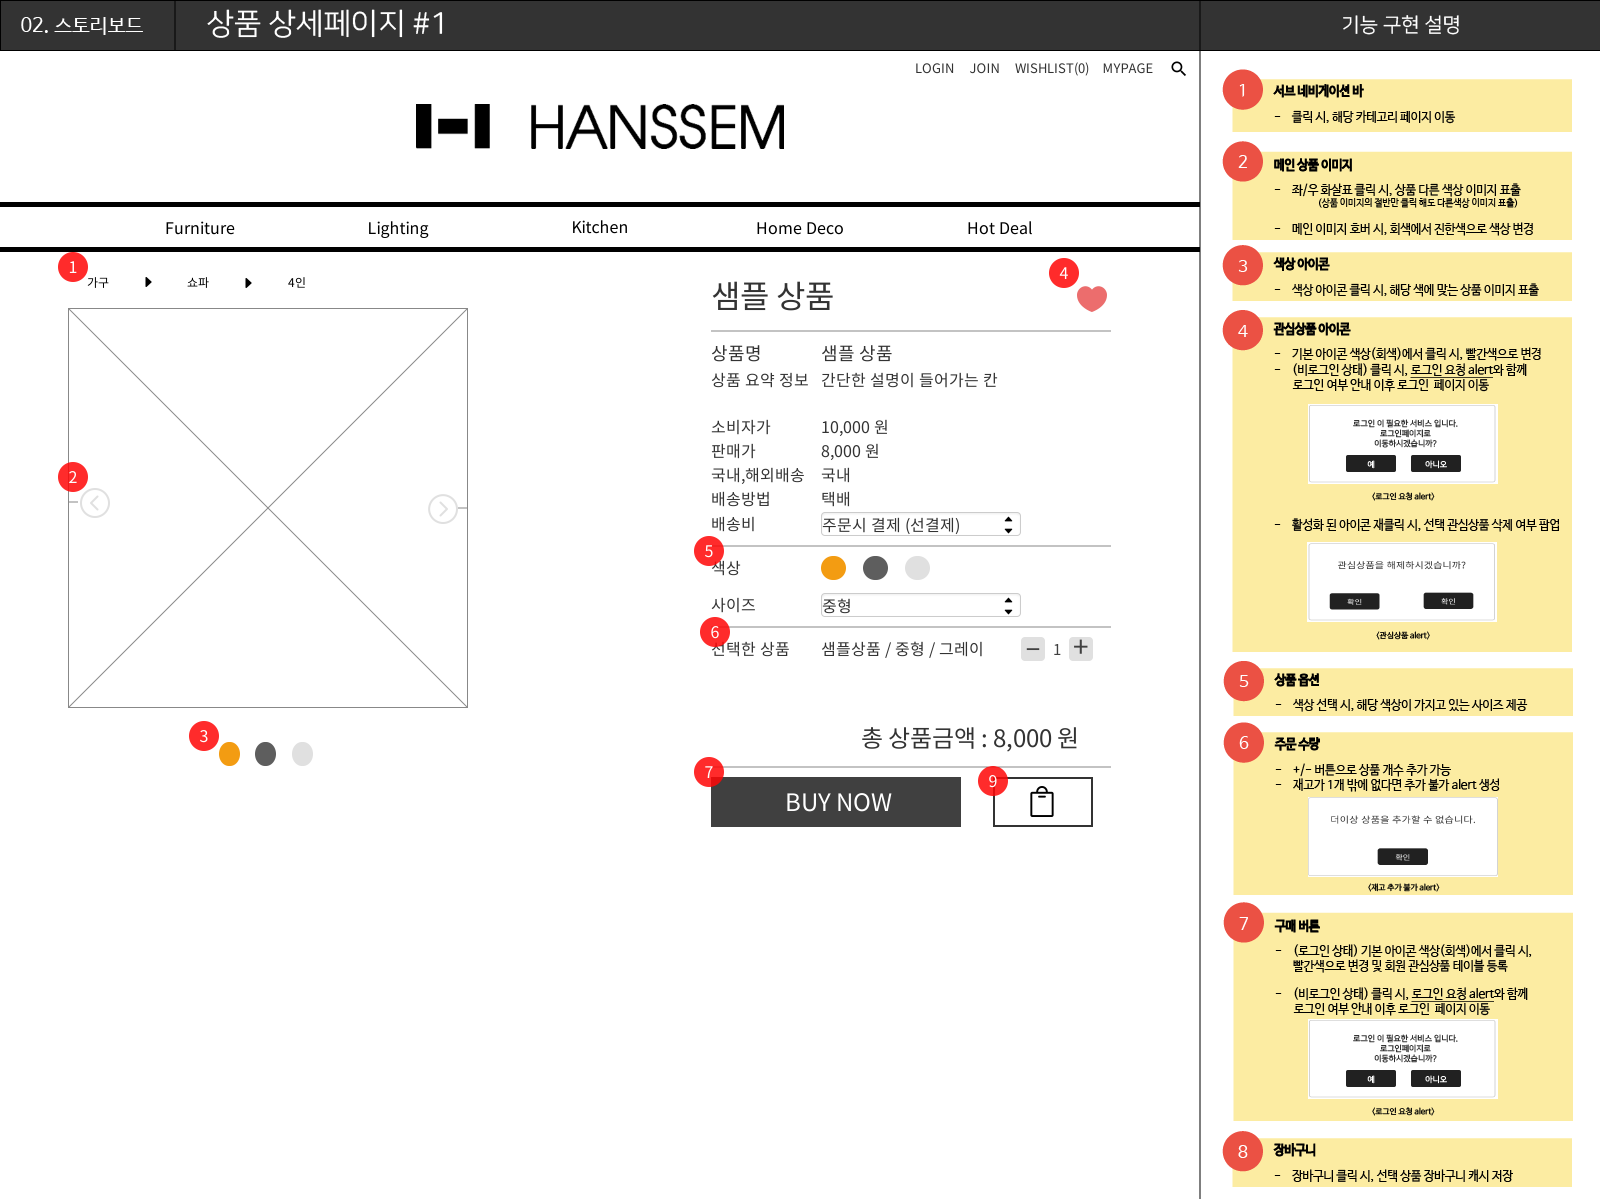 02. 스토리보드
상품 상세페이지 #1
기능 구현 설명
LOGIN JOIN WISHLIST(0) MYPAGE
HANSSEM
Furniture Lighting Kitchen Home Deco Hot Deal
1
가구 쇼파 4인
2
3
샘플 상품
4
상품명 샘플 상품
상품 요약 정보 간단한 설명이 들어가는 칸
소비자가 10,000 원
판매가 8,000 원
국내,해외배송 국내
배송방법 택배
배송비 주문시 결제 (선결제)
5
색상
사이즈 중형
6
선택한 상품 샘플상품 / 중형 / 그레이 1
총 상품금액 : 8,000 원
7
BUY NOW
9
1
서브 네비게이션 바
- 클릭 시, 해당 카테고리 페이지 이동
2
메인 상품 이미지
- 좌/우 화살표 클릭 시, 상품 다른 색상 이미지 표출
(상품 이미지의 절반만 클릭 해도 다른색상 이미지 표출)
- 메인 이미지 호버 시, 회색에서 진한색으로 색상 변경
3
색상 아이콘
- 색상 아이콘 클릭 시, 해당 색에 맞는 상품 이미지 표출
4
관심상품 아이콘
- 기본 아이콘 색상(회색)에서 클릭 시, 빨간색으로 변경
- (비로그인 상태) 클릭 시, 로그인 요청 alert와 함께
로그인 여부 안내 이후 로그인 페이지 이동
로그인 이 필요한 서비스 입니다.
로그인페이지로
이동하시겠습니까?
예 아니오
<로그인 요청 alert>
- 활성화 된 아이콘 재클릭 시, 선택 관심상품 삭제 여부 팝업
관심상품을 해제하시겠습니까?
확인 확인
<관심상품 alert>
5
상품 옵션
- 색상 선택 시, 해당 색상이 가지고 있는 사이즈 제공
6
주문 수량
- +/- 버튼으로 상품 개수 추가 가능
- 재고가 1개 밖에 없다면 추가 불가 alert 생성
더이상 상품을 추가할 수 없습니다.
확인
<재고 추가 불가 alert>
7
구매 버튼
- (로그인 상태) 기본 아이콘 색상(회색)에서 클릭 시,
빨간색으로 변경 및 회원 관심상품 테이블 등록
- (비로그인 상태) 클릭 시, 로그인 요청 alert와 함께
로그인 여부 안내 이후 로그인 페이지 이동
로그인 이 필요한 서비스 입니다.
로그인페이지로
이동하시겠습니까?
예 아니오
<로그인 요청 alert>
8
장바구니
- 장바구니 클릭 시, 선택 상품 장바구니 캐시 저장